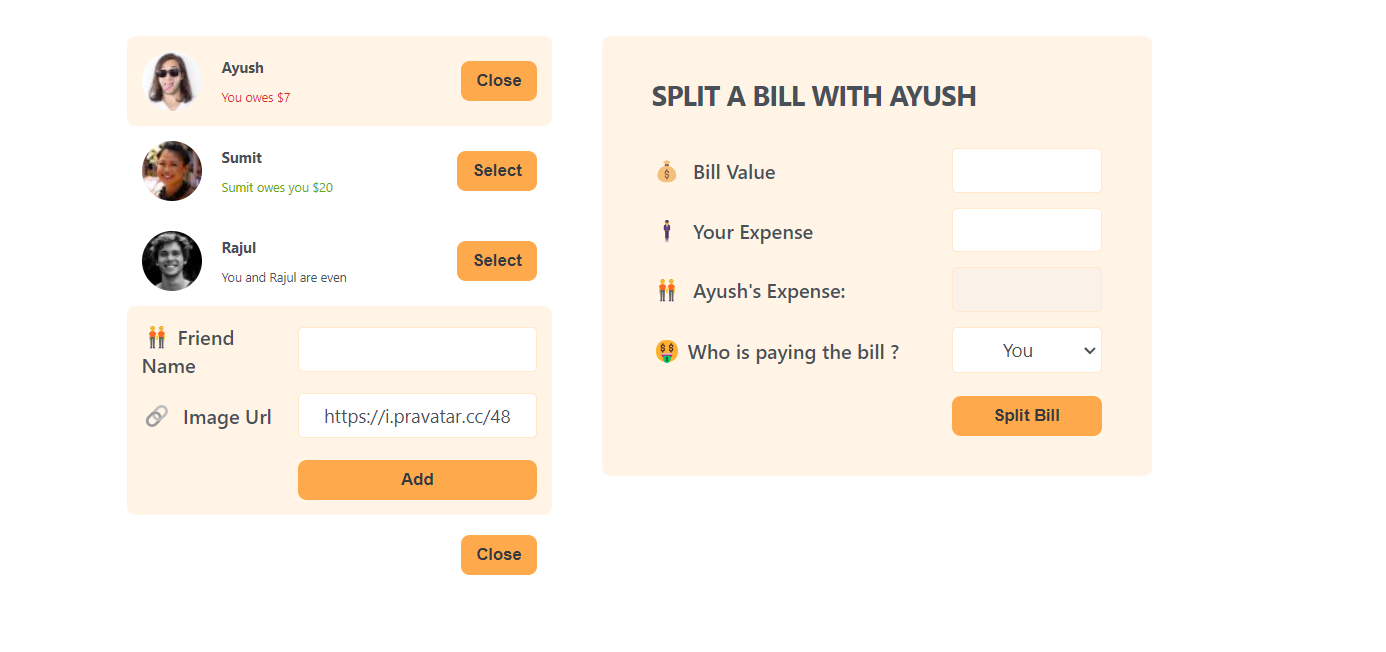 Ayush
You owes $7
Close
Sumit
Sumit owes you $20
Select
Rajul
You and Rajul are even
Select
Friend
Name
Image Url
https://i.pravatar.cc/48
Add
Close
SPLIT A BILL WITH AYUSH
Bill Value
Your Expense
Ayush's Expense:
Who is paying the bill ?
You
Split Bill